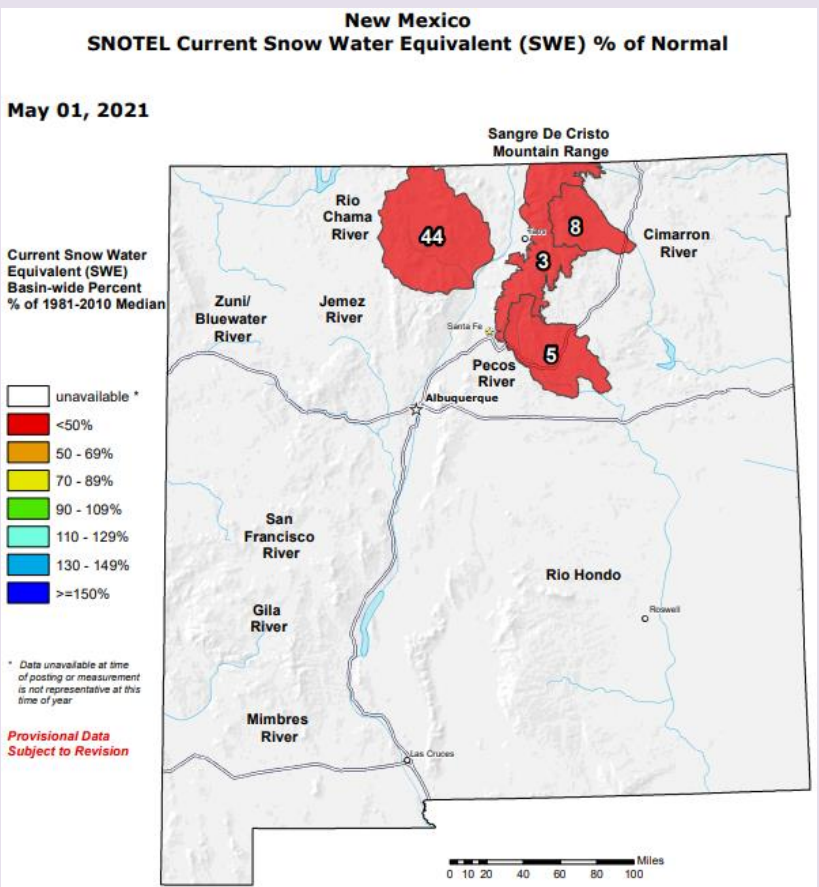 New Mexico
SNOTEL Current Snow Water Equivalent (SWE) % of Normal
May 01, 2021
Sangre De Cristo
Mountain Range
Rio
Chama
River
44
8
Taos
3
Cimarron
River
Current Snow Water
Equivalent (SWE)
Basin-wide Percent
% of 1981-2010 Median
Zuni/
Bluewater
River
Jemez
River
Santa Fe
5
Pecos
River
Albuquerque
unavailable *
<50%
50 - 69%
70 - 89%
90 - 109%
110 - 129%
130 - 149%
>=150%
San
Francisco
River
Rio Hondo
Gila
River
Roswell
* Data unavailable at time
of posting or measurement
is not representative at this
time of year
Mimbres
River
Provisional Data
Subject to Revision
Las Cruces
Miles
0 10 20 40 60 80 100